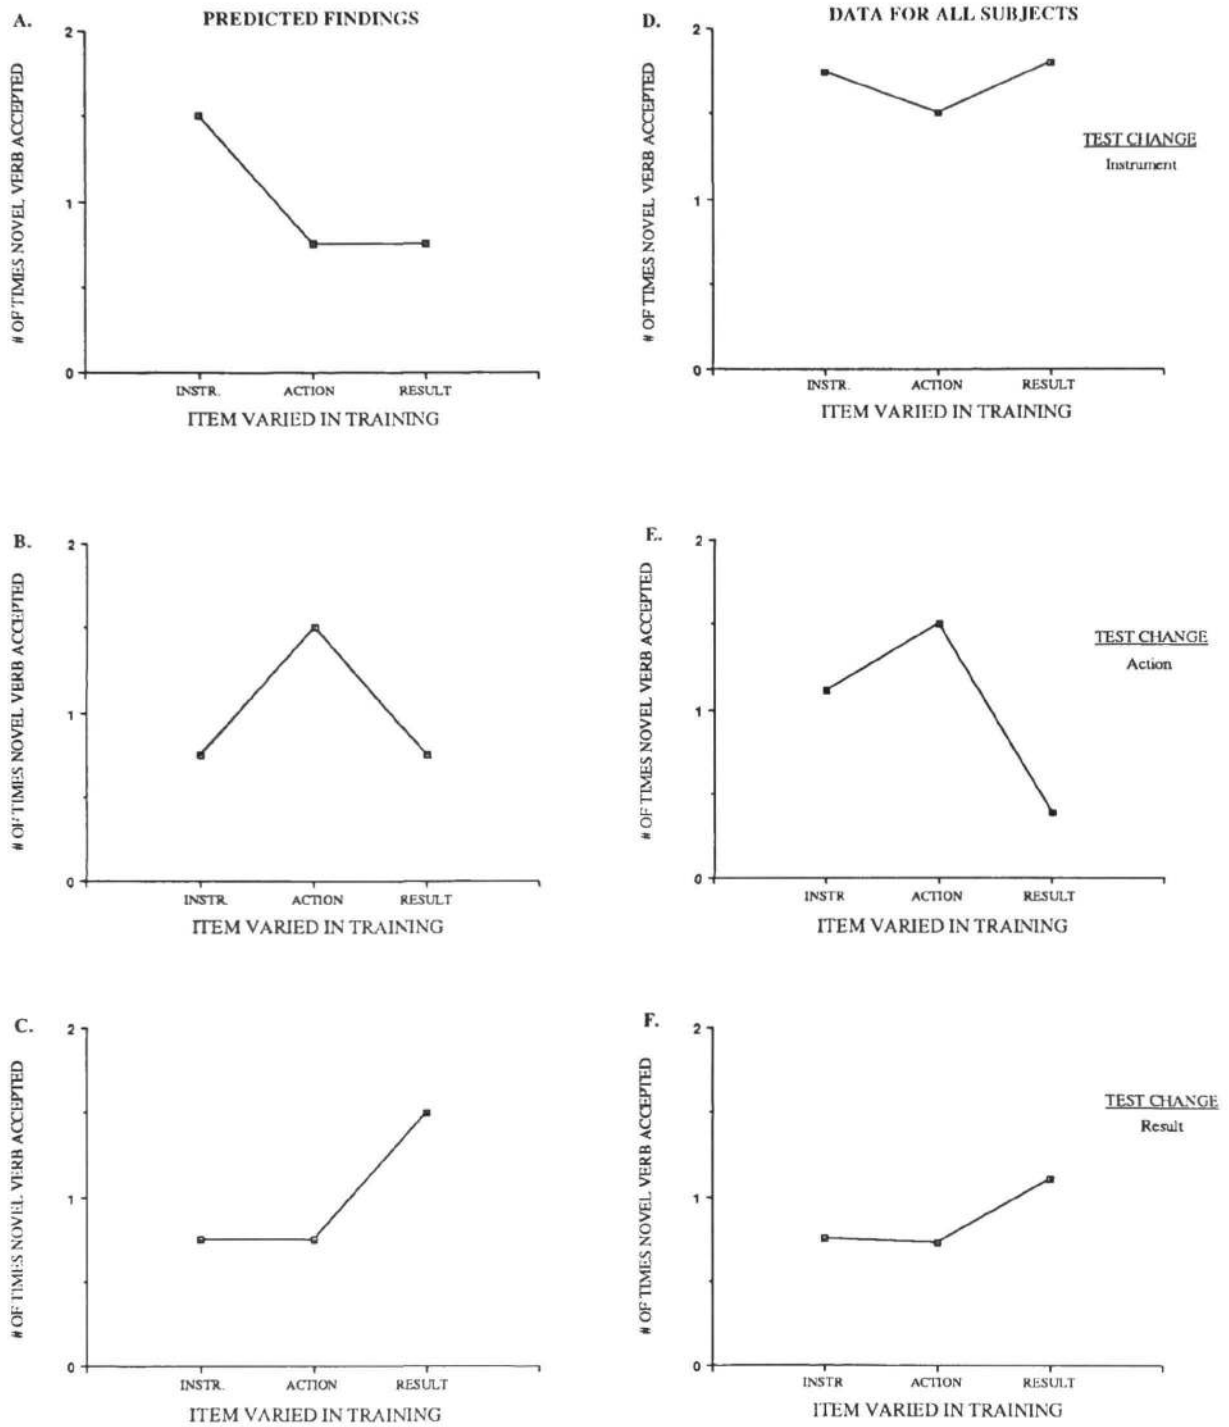 A.
PREDICTED FINDINGS
2
1
0
# OF TIMES NOVEL VERB ACCEPTED
INSTR.
ACTION
RESULT
ITEM VARIED IN TRAINING
D.
DATA FOR ALL SUBJECTS
2
1
0
# OF TIMES NOVEL VERB ACCEPTED
INSTR.
ACTION
RESULT
ITEM VARIED IN TRAINING
TEST CHANGE
Instrument
B.
2
1
0
# OF TIMES NOVEL VERB ACCEPTED
INSTR.
ACTION
RESULT
ITEM VARIED IN TRAINING
E.
2
1
0
# OF TIMES NOVEL VERB ACCEPTED
INSTR
ACTION
RESULT
ITEM VARIED IN TRAINING
TEST CHANGE
Action
C.
2
1
0
# OF TIMES NOVEL VERB ACCEPTED
INSTR.
ACTION
RESULT
ITEM VARIED IN TRAINING
F.
2
1
0
# OF TIMES NOVEL VERB ACCEPTED
INSTR
ACTION
RESULT
ITEM VARIED IN TRAINING
TEST CHANGE
Result